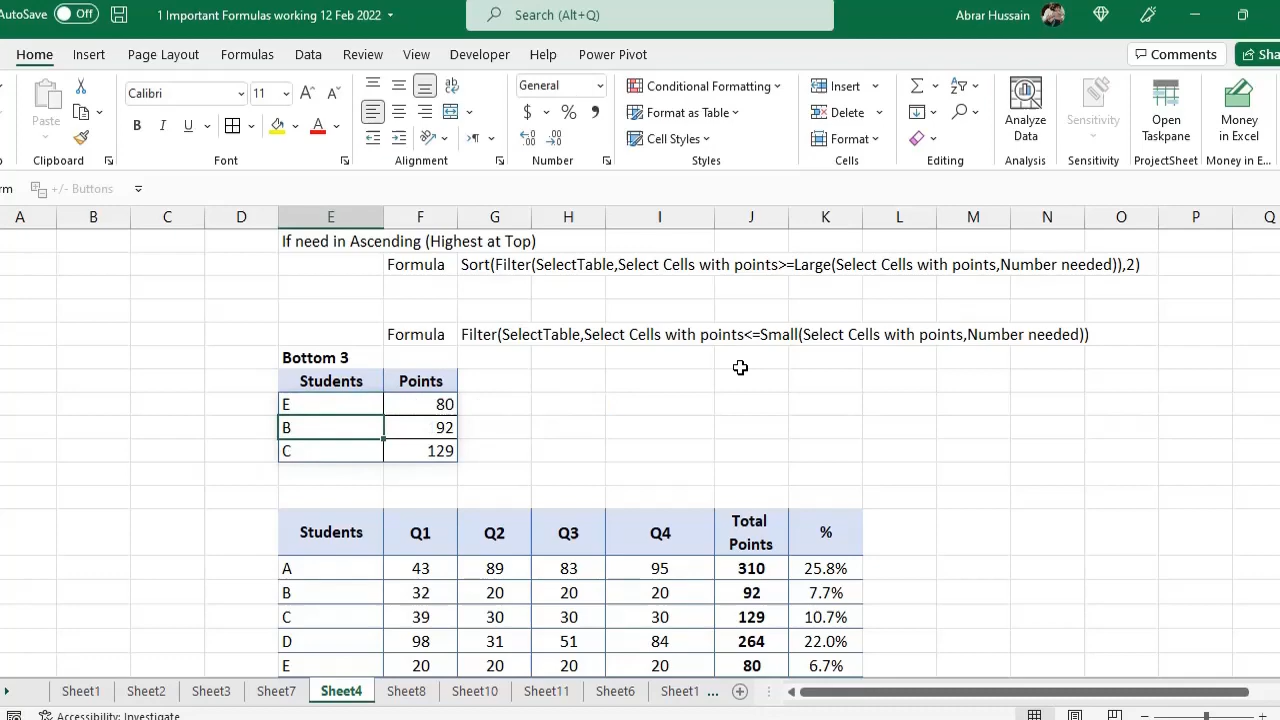 AutoSave Off 1 Important Formulas working 12 Feb 2022 Search (Alt+Q) Abrar Hussain
Home Insert Page Layout Formulas Data Review View Developer Help Power Pivot Comments Sha
Paste Calibri 11 General Conditional Formatting Insert Analyze Data Sensitivity Open Taskpane Money in Excel
B I U A $ % Format as Table Delete
Cell Styles Format
Clipboard Font Alignment Number Styles Cells Editing Analysis Sensitivity ProjectSheet Money in E...
rm +/- Buttons
A B C D E F G H I J K L M N O P Q
If need in Ascending (Highest at Top)
Formula Sort(Filter(SelectTable,Select Cells with points>=Large(Select Cells with points,Number needed)),2)
Formula Filter(SelectTable,Select Cells with points<=Small(Select Cells with points,Number needed))
Bottom 3
Students Points
E 80
B 92
C 129
Students Q1 Q2 Q3 Q4 Total Points %
A 43 89 83 95 310 25.8%
B 32 20 20 20 92 7.7%
C 39 30 30 30 129 10.7%
D 98 31 51 84 264 22.0%
E 20 20 20 20 80 6.7%
Sheet1 Sheet2 Sheet3 Sheet7 Sheet4 Sheet8 Sheet10 Sheet11 Sheet6 Sheet1 ...
Accessibility: Investigate